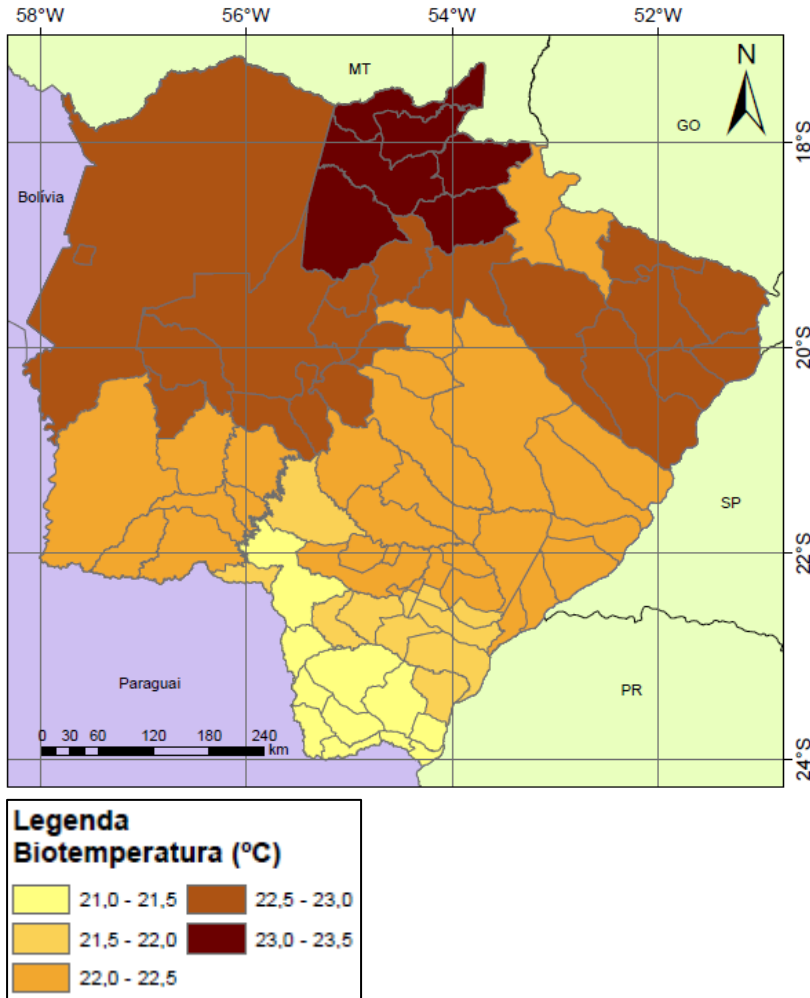 58°W 56°W 54°W 52°W
MT
N
GO
18°S
Bolívia
20°S
SP
22°S
Paraguai
PR
0 30 60 120 180 240
km
24°S
Legenda
Biotemperatura (ºC)
21,0 - 21,5 22,5 - 23,0
21,5 - 22,0 23,0 - 23,5
22,0 - 22,5